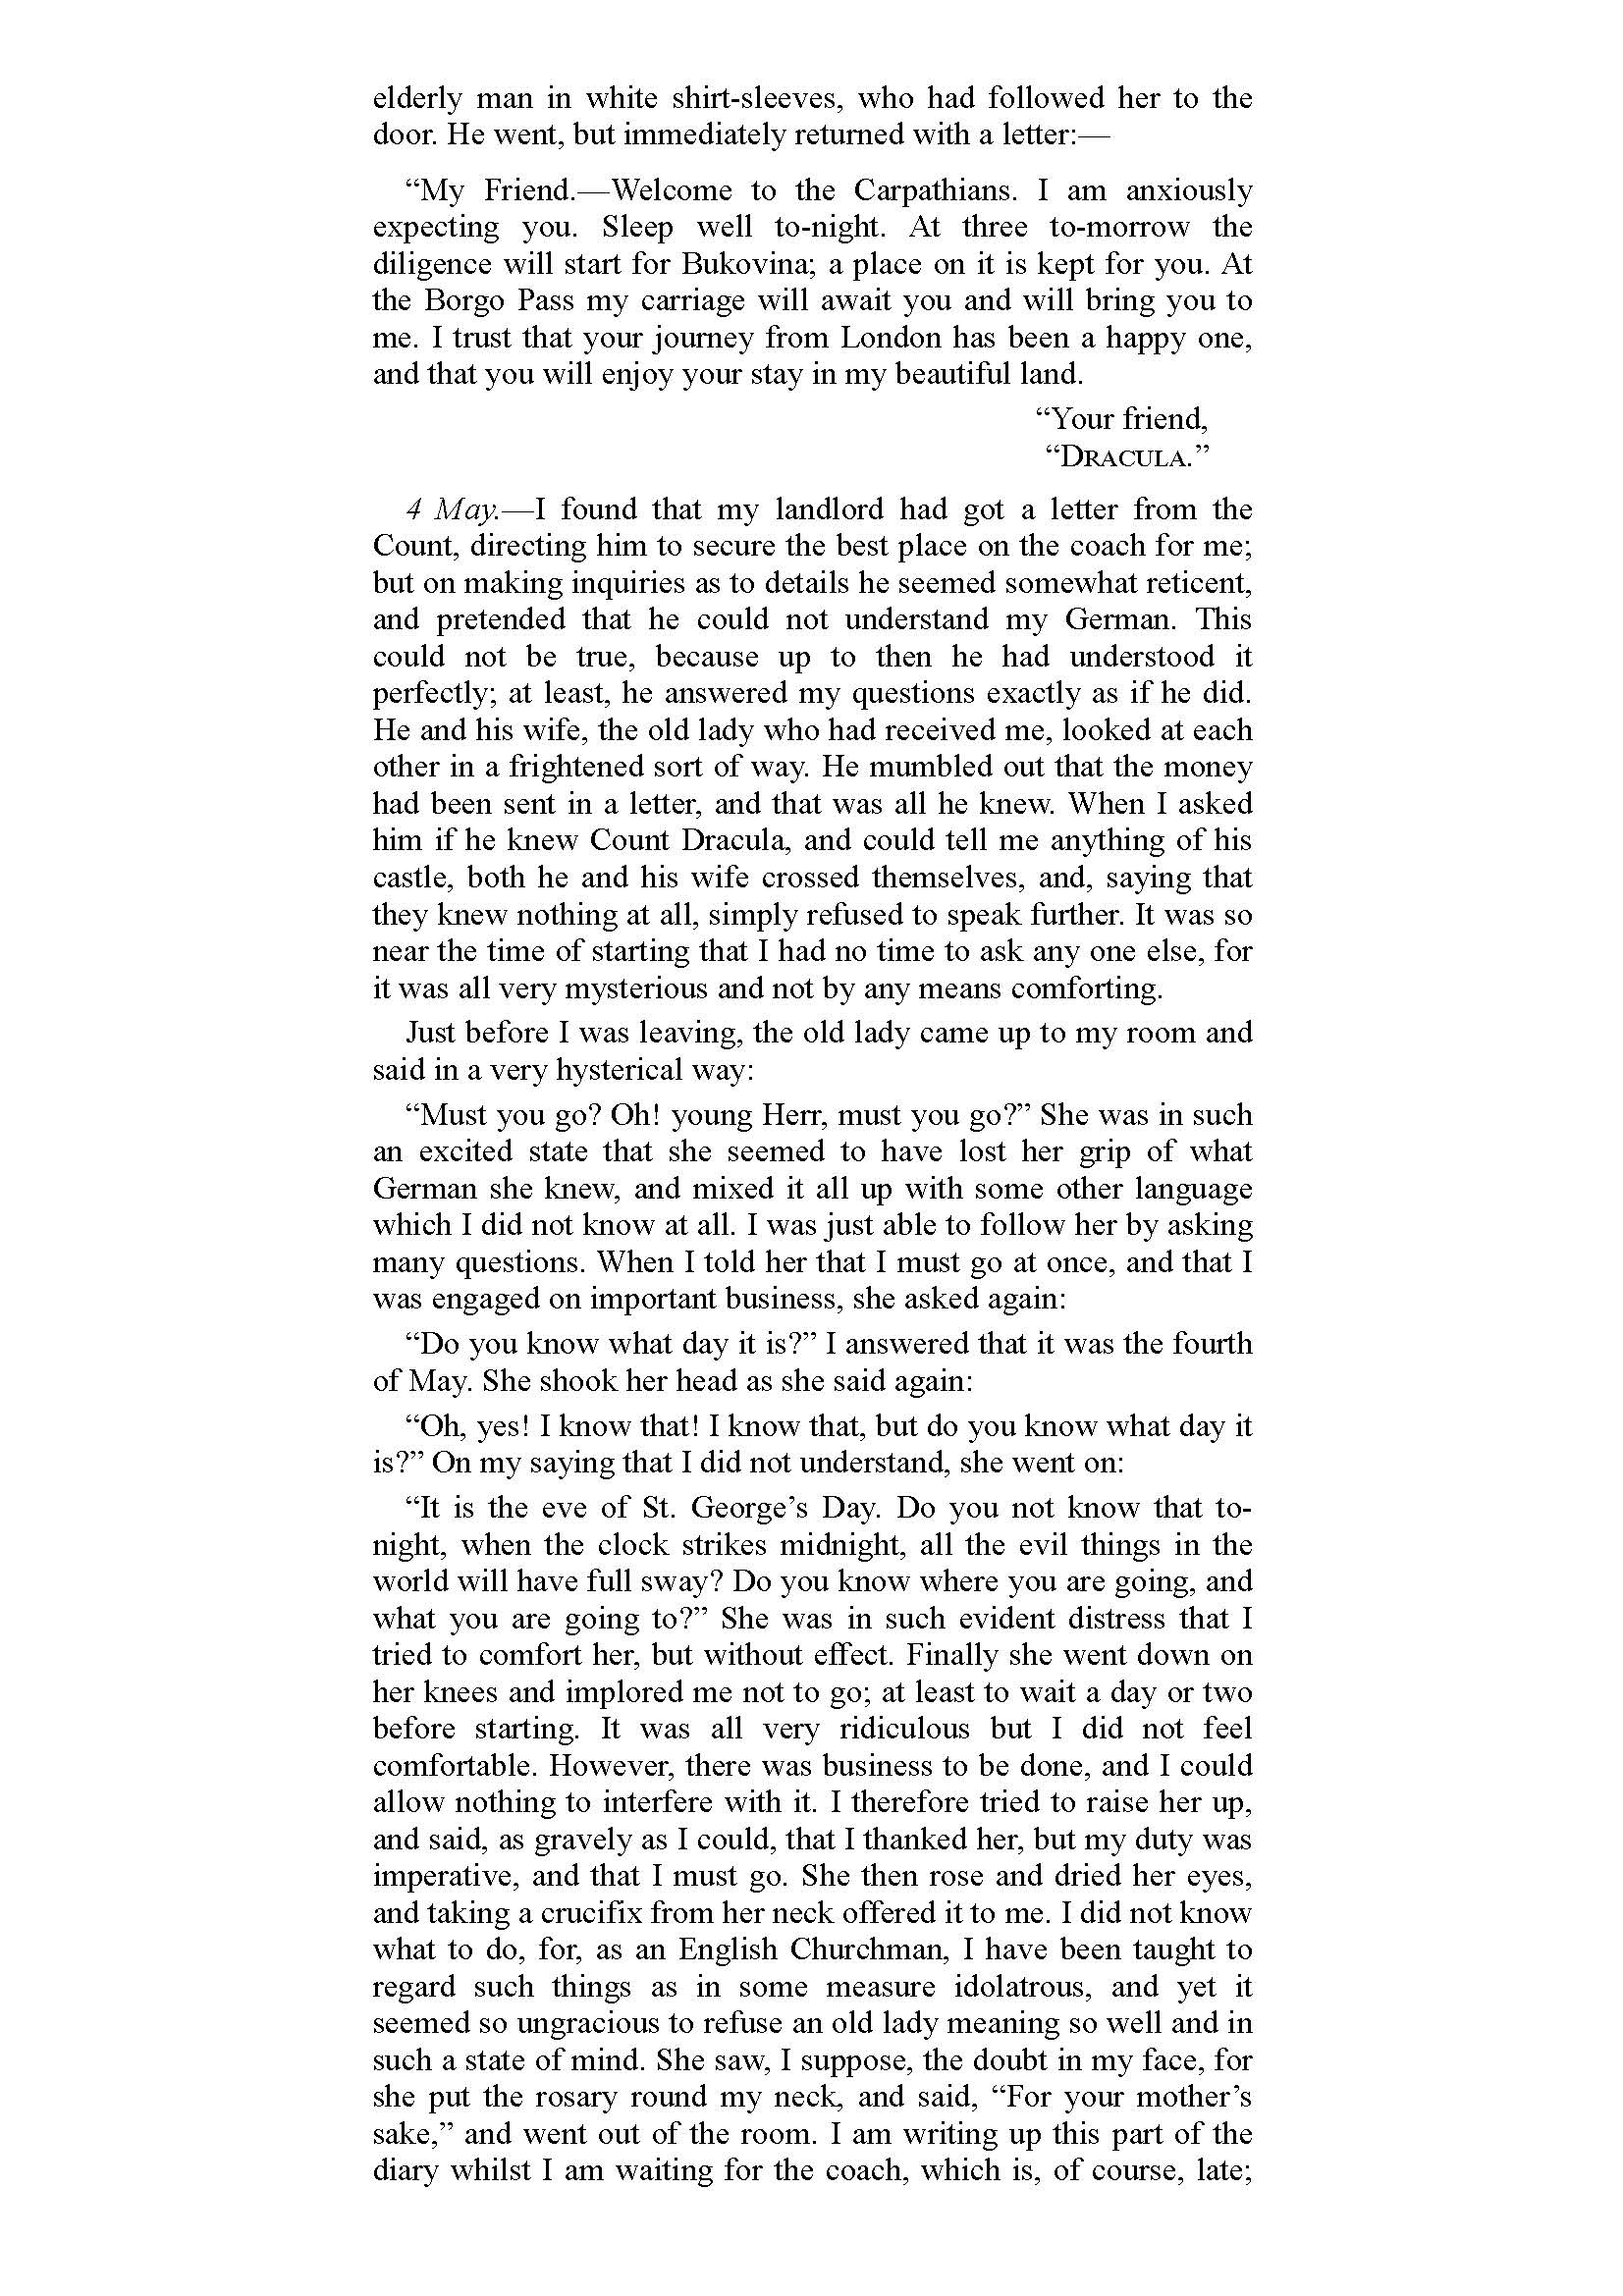 elderly man in white shirt-sleeves, who had followed her to the
door. He went, but immediately returned with a letter:—
“My Friend.—Welcome to the Carpathians. I am anxiously
expecting you. Sleep well to-night. At three to-morrow the
diligence will start for Bukovina; a place on it is kept for you. At
the Borgo Pass my carriage will await you and will bring you to
me. I trust that your journey from London has been a happy one,
and that you will enjoy your stay in my beautiful land.
“Your friend,
“DRACULA.”
4 May.—I found that my landlord had got a letter from the
Count, directing him to secure the best place on the coach for me;
but on making inquiries as to details he seemed somewhat reticent,
and pretended that he could not understand my German. This
could not be true, because up to then he had understood it
perfectly; at least, he answered my questions exactly as if he did.
He and his wife, the old lady who had received me, looked at each
other in a frightened sort of way. He mumbled out that the money
had been sent in a letter, and that was all he knew. When I asked
him if he knew Count Dracula, and could tell me anything of his
castle, both he and his wife crossed themselves, and, saying that
they knew nothing at all, simply refused to speak further. It was so
near the time of starting that I had no time to ask any one else, for
it was all very mysterious and not by any means comforting.
Just before I was leaving, the old lady came up to my room and
said in a very hysterical way:
“Must you go? Oh! young Herr, must you go?” She was in such
an excited state that she seemed to have lost her grip of what
German she knew, and mixed it all up with some other language
which I did not know at all. I was just able to follow her by asking
many questions. When I told her that I must go at once, and that I
was engaged on important business, she asked again:
“Do you know what day it is?” I answered that it was the fourth
of May. She shook her head as she said again:
“Oh, yes! I know that! I know that, but do you know what day it
is?” On my saying that I did not understand, she went on:
“It is the eve of St. George’s Day. Do you not know that to-
night, when the clock strikes midnight, all the evil things in the
world will have full sway? Do you know where you are going, and
what you are going to?” She was in such evident distress that I
tried to comfort her, but without effect. Finally she went down on
her knees and implored me not to go; at least to wait a day or two
before starting. It was all very ridiculous but I did not feel
comfortable. However, there was business to be done, and I could
allow nothing to interfere with it. I therefore tried to raise her up,
and said, as gravely as I could, that I thanked her, but my duty was
imperative, and that I must go. She then rose and dried her eyes,
and taking a crucifix from her neck offered it to me. I did not know
what to do, for, as an English Churchman, I have been taught to
regard such things as in some measure idolatrous, and yet it
seemed so ungracious to refuse an old lady meaning so well and in
such a state of mind. She saw, I suppose, the doubt in my face, for
she put the rosary round my neck, and said, “For your mother’s
sake,” and went out of the room. I am writing up this part of the
diary whilst I am waiting for the coach, which is, of course, late;